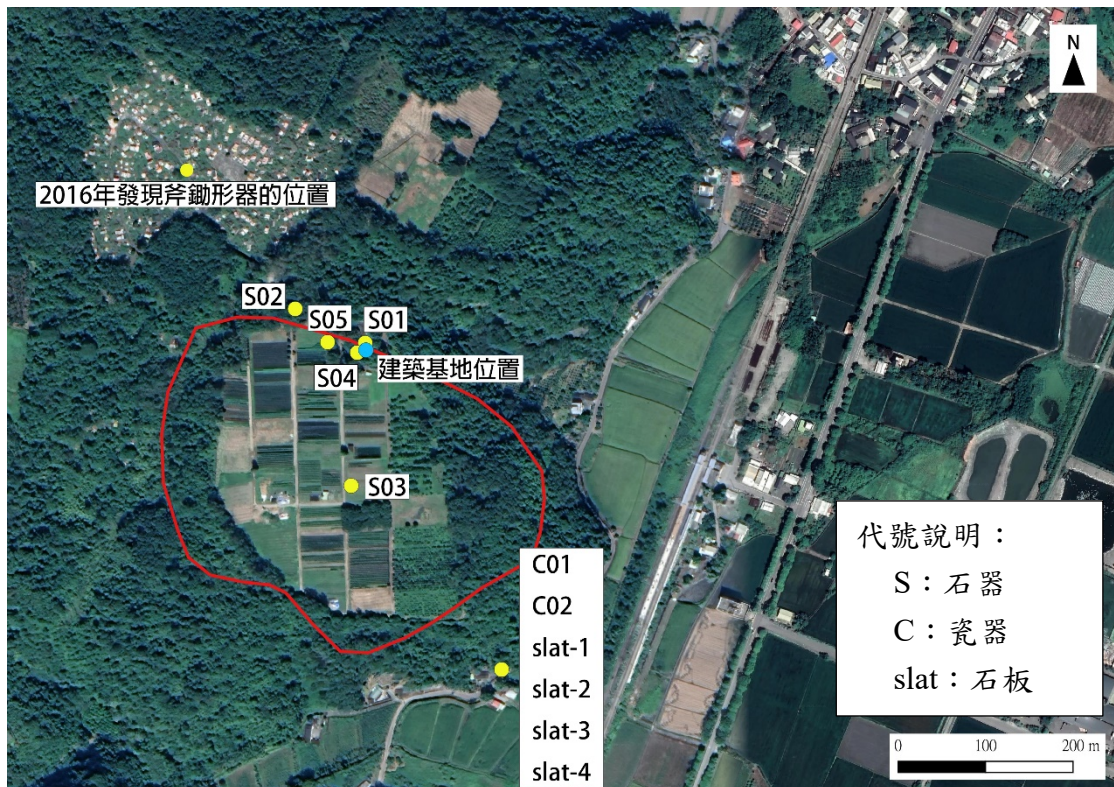 N
2016年發現斧鋤形器的位置
S02
S05
S01
S04
建築基地位置
S03
C01
C02
slat-1
slat-2
slat-3
slat-4
代號說明：
S：石器
C：瓷器
slat：石板
0 100 200 m